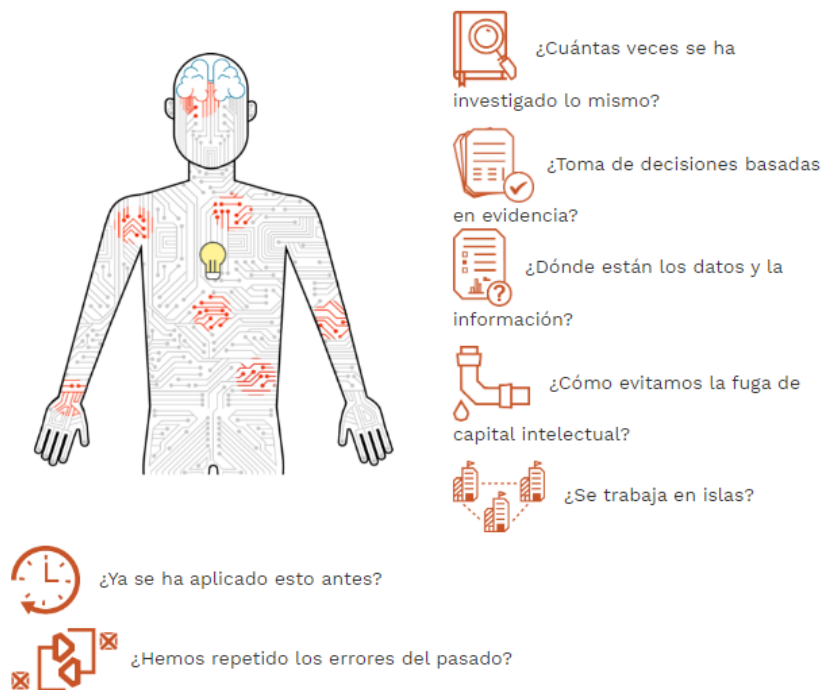 ¿Cuántas veces se ha
investigado lo mismo?
¿Toma de decisiones basadas
en evidencia?
¿Dónde están los datos y la
información?
¿Cómo evitamos la fuga de
capital intelectual?
¿Se trabaja en islas?
¿Ya se ha aplicado esto antes?
¿Hemos repetido los errores del pasado?